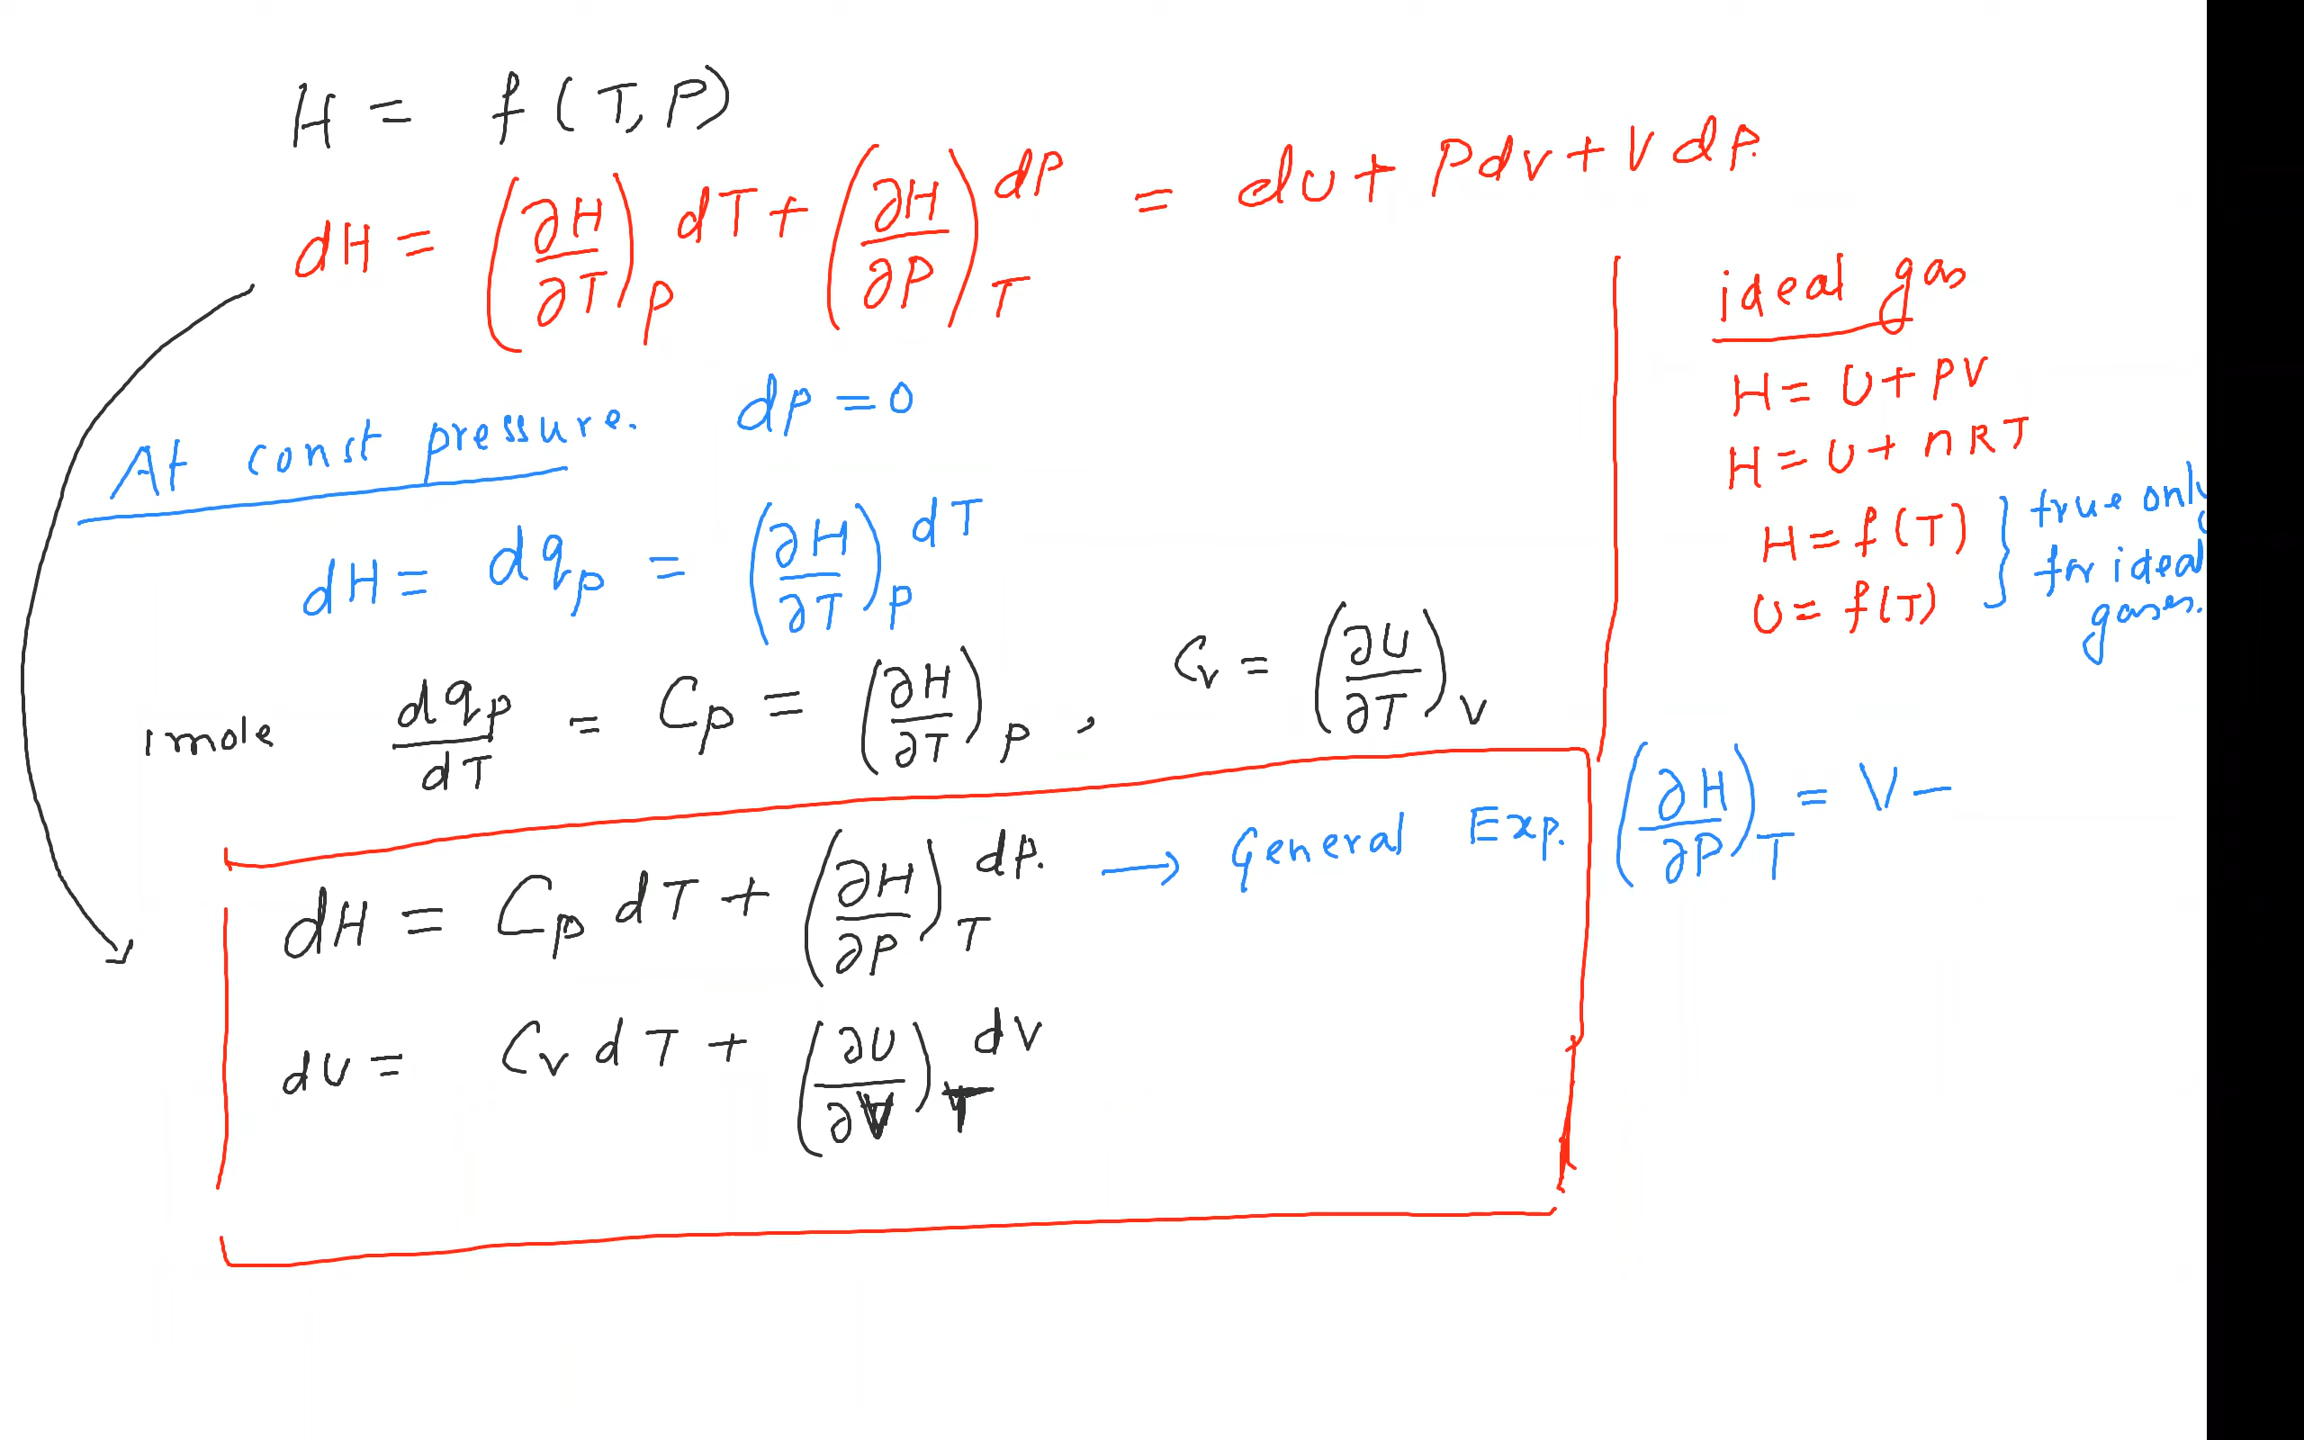 H = f(T, P)
dH = (∂H/∂T)_P dT + (∂H/∂P)_T dP = dU + PdV + VdP.
ideal gas
H = U + PV
H = U + nRT
H = f(T)
U = f(T)
} true only
for ideal
gases.
At const pressure. dP = 0
dH = dq_P = (∂H/∂T)_P dT
1 mole dq_P/dT = C_P = (∂H/∂T)_P , C_V = (∂U/∂T)_V
dH = C_P dT + (∂H/∂P)_T dP. → General Exp.
(∂H/∂P)_T = V −
dU = C_V dT + (∂U/∂V)_T dV